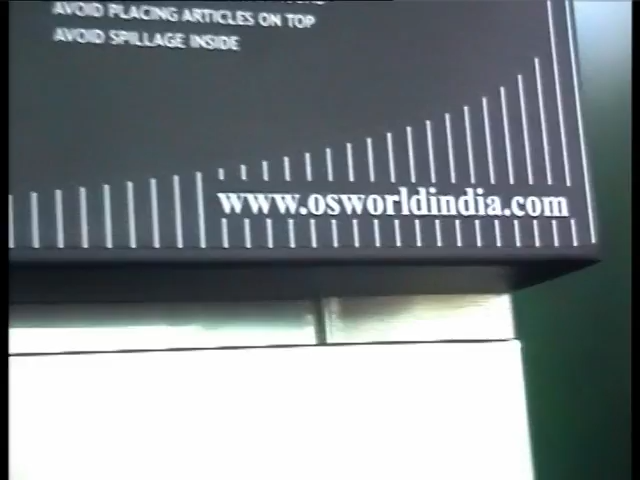 AVOID PLACING ARTICLES ON TOP
AVOID SPILLAGE INSIDE
www.osworldindia.com